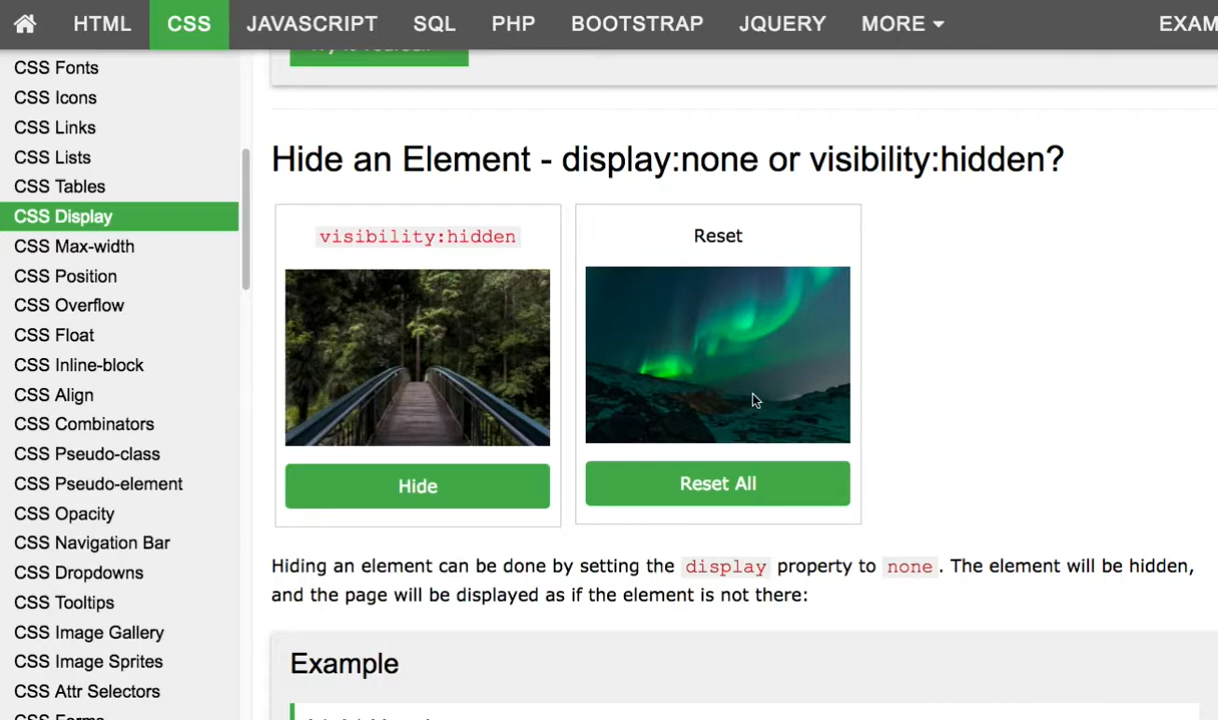 HTML CSS JAVASCRIPT SQL PHP BOOTSTRAP JQUERY MORE EXAM
CSS Fonts
CSS Icons
CSS Links
CSS Lists
CSS Tables
CSS Display
CSS Max-width
CSS Position
CSS Overflow
CSS Float
CSS Inline-block
CSS Align
CSS Combinators
CSS Pseudo-class
CSS Pseudo-element
CSS Opacity
CSS Navigation Bar
CSS Dropdowns
CSS Tooltips
CSS Image Gallery
CSS Image Sprites
CSS Attr Selectors
CSS Forms
Hide an Element - display:none or visibility:hidden?
visibility:hidden
Hide
Reset
Reset All
Hiding an element can be done by setting the display property to none. The element will be hidden,
and the page will be displayed as if the element is not there:
Example